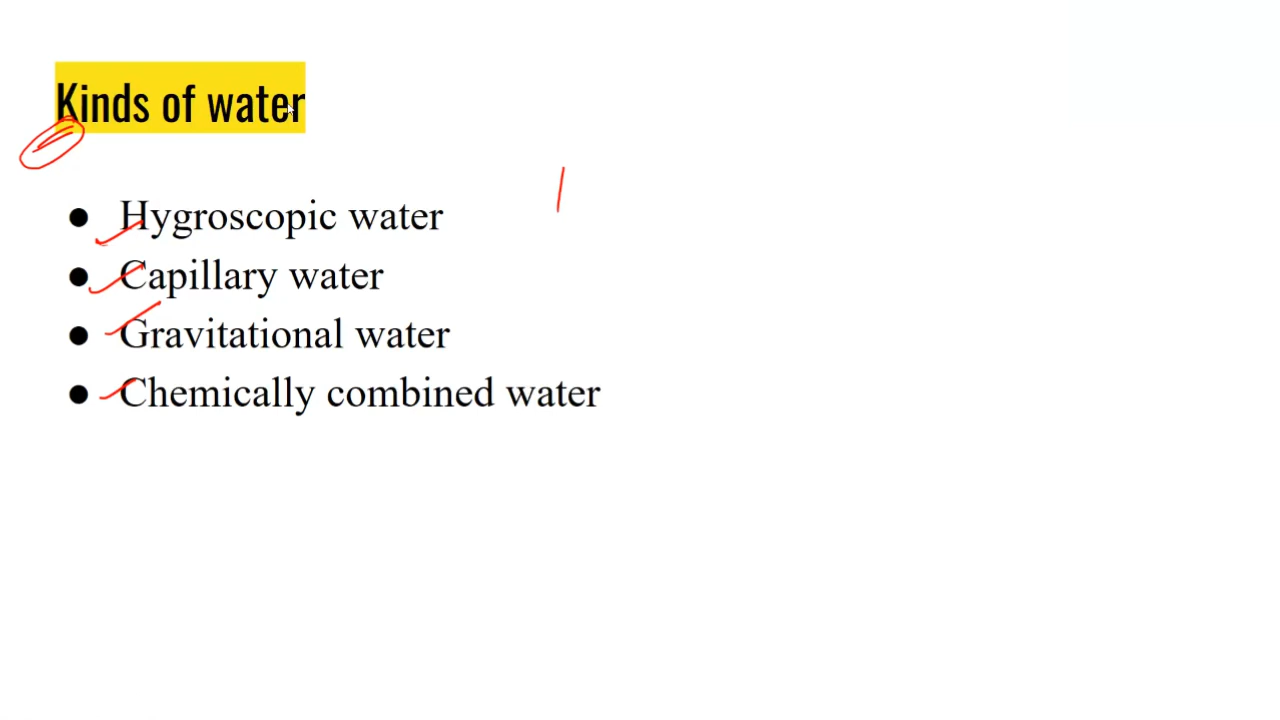 Kinds of water
● Hygroscopic water
● Capillary water
● Gravitational water
● Chemically combined water